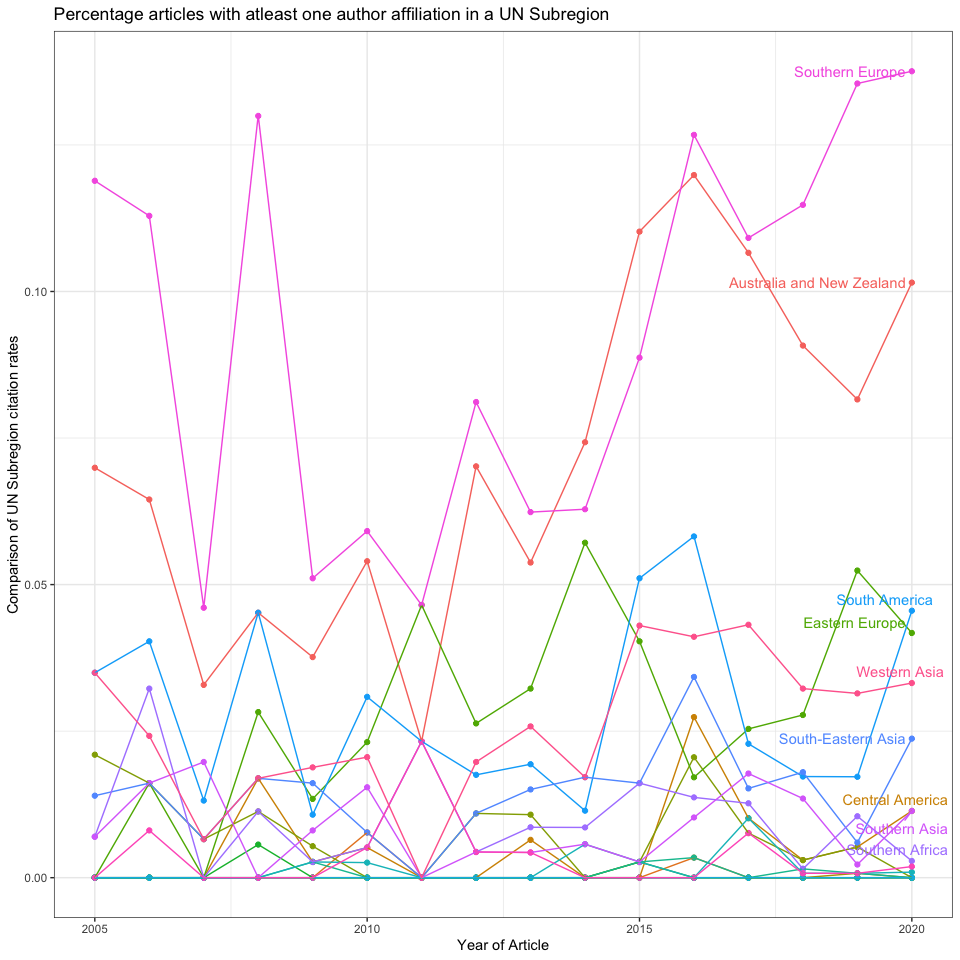 Percentage articles with atleast one author affiliation in a UN Subregion
Comparison of UN Subregion citation rates
0.10
0.05
0.00
Southern Europe
Australia and New Zealand
South America
Eastern Europe
Western Asia
South-Eastern Asia
Central America
Southern Asia
Southern Africa
2005
2010
2015
2020
Year of Article